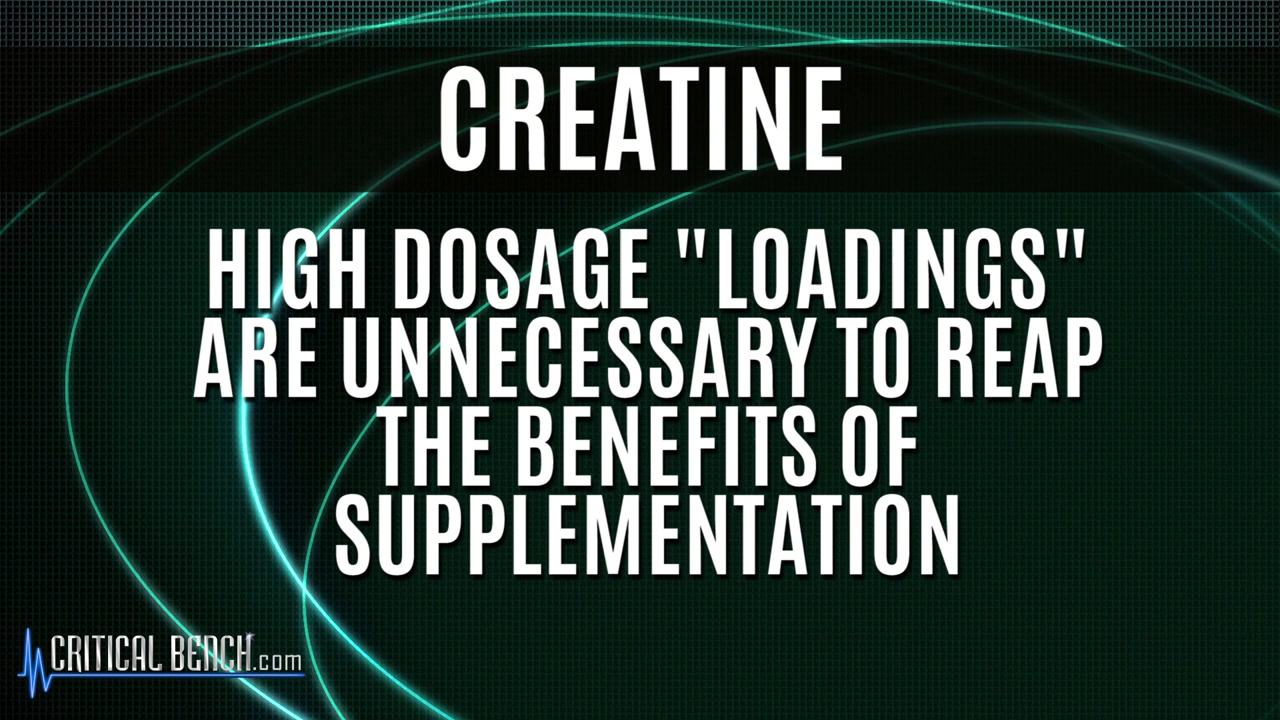 CREATINE
HIGH DOSAGE "LOADINGS"
ARE UNNECESSARY TO REAP
THE BENEFITS OF
SUPPLEMENTATION
CRITICAL BENCH.com